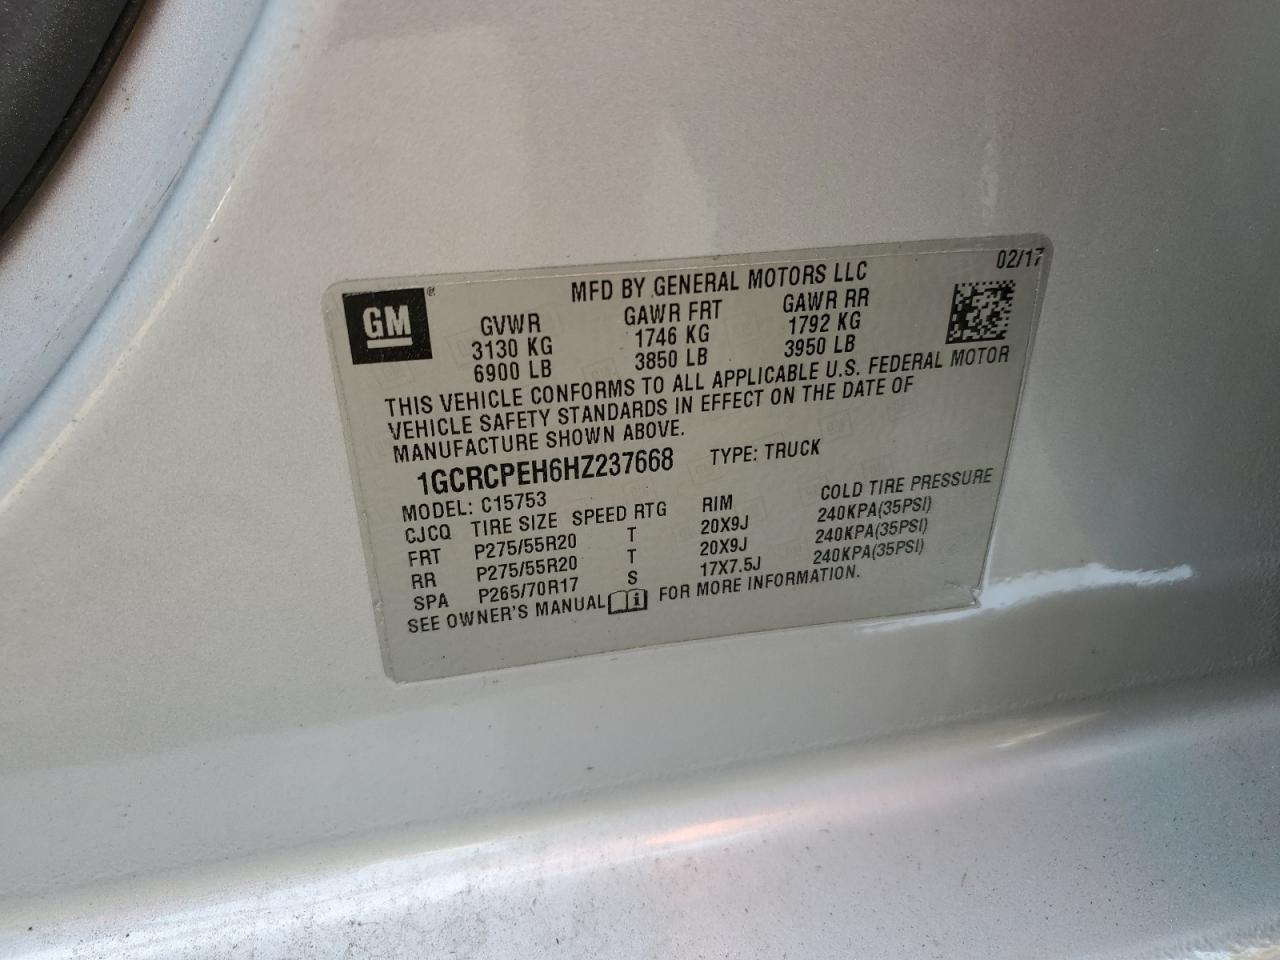 02/17
MFD BY GENERAL MOTORS LLC
GM®
GVWR GAWR FRT GAWR RR
3130 KG 1746 KG 1792 KG
6900 LB 3850 LB 3950 LB
THIS VEHICLE CONFORMS TO ALL APPLICABLE U.S. FEDERAL MOTOR
VEHICLE SAFETY STANDARDS IN EFFECT ON THE DATE OF
MANUFACTURE SHOWN ABOVE.
1GCRCPEH6HZ237668 TYPE: TRUCK
MODEL: C15753
CJCQ TIRE SIZE SPEED RTG RIM COLD TIRE PRESSURE
FRT P275/55R20 T 20X9J 240KPA(35PSI)
RR P275/55R20 T 20X9J 240KPA(35PSI)
SPA P265/70R17 S 17X7.5J 240KPA(35PSI)
SEE OWNER'S MANUAL FOR MORE INFORMATION.